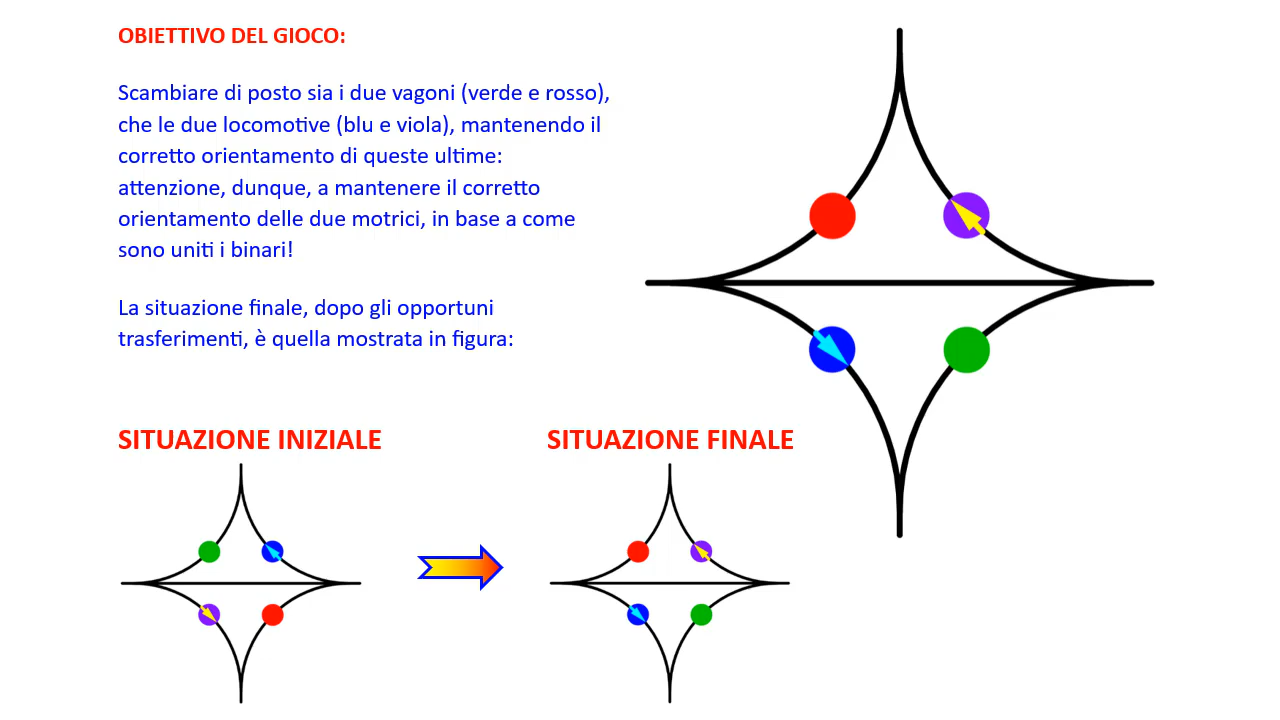 OBIETTIVO DEL GIOCO:
Scambiare di posto sia i due vagoni (verde e rosso),
che le due locomotive (blu e viola), mantenendo il
corretto orientamento di queste ultime:
attenzione, dunque, a mantenere il corretto
orientamento delle due motrici, in base a come
sono uniti i binari!
La situazione finale, dopo gli opportuni
trasferimenti, è quella mostrata in figura:
SITUAZIONE INIZIALE
SITUAZIONE FINALE